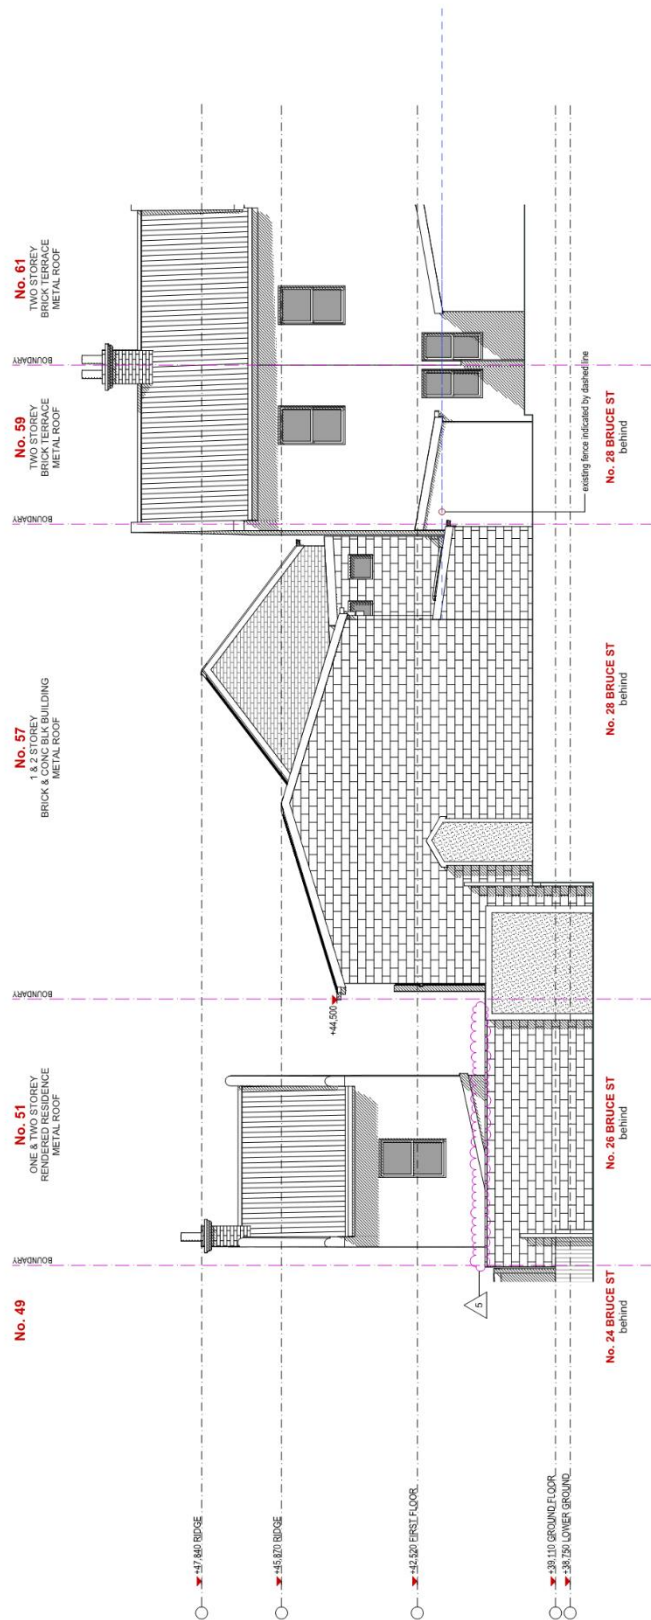 No. 49
No. 51
ONE & TWO STOREY
RENDERED RESIDENCE
METAL ROOF
No. 57
1 & 2 STOREY
BRICK & CONC BLK BUILDING
METAL ROOF
No. 59
TWO STOREY
BRICK TERRACE
METAL ROOF
No. 61
TWO STOREY
BRICK TERRACE
METAL ROOF
BOUNDARY
BOUNDARY
BOUNDARY
BOUNDARY
+47,840 RIDGE
+45,870 RIDGE
+44,500
+42,520 FIRST FLOOR
5
+39,110 GROUND FLOOR
+38,750 LOWER GROUND
existing fence indicated by dashed line
No. 24 BRUCE ST
behind
No. 26 BRUCE ST
behind
No. 28 BRUCE ST
behind
No. 28 BRUCE ST
behind